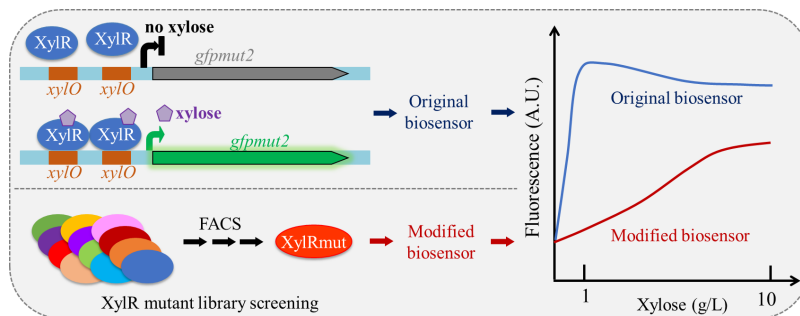 no xylose
XylR XylR
gfpmut2
xylO xylO
xylose
XylR XylR
gfpmut2
xylO xylO
Original
biosensor
FACS
XylRmut
Modified
biosensor
XylR mutant library screening
Fluorescence (A.U.)
Original biosensor
Modified biosensor
1 10
Xylose (g/L)